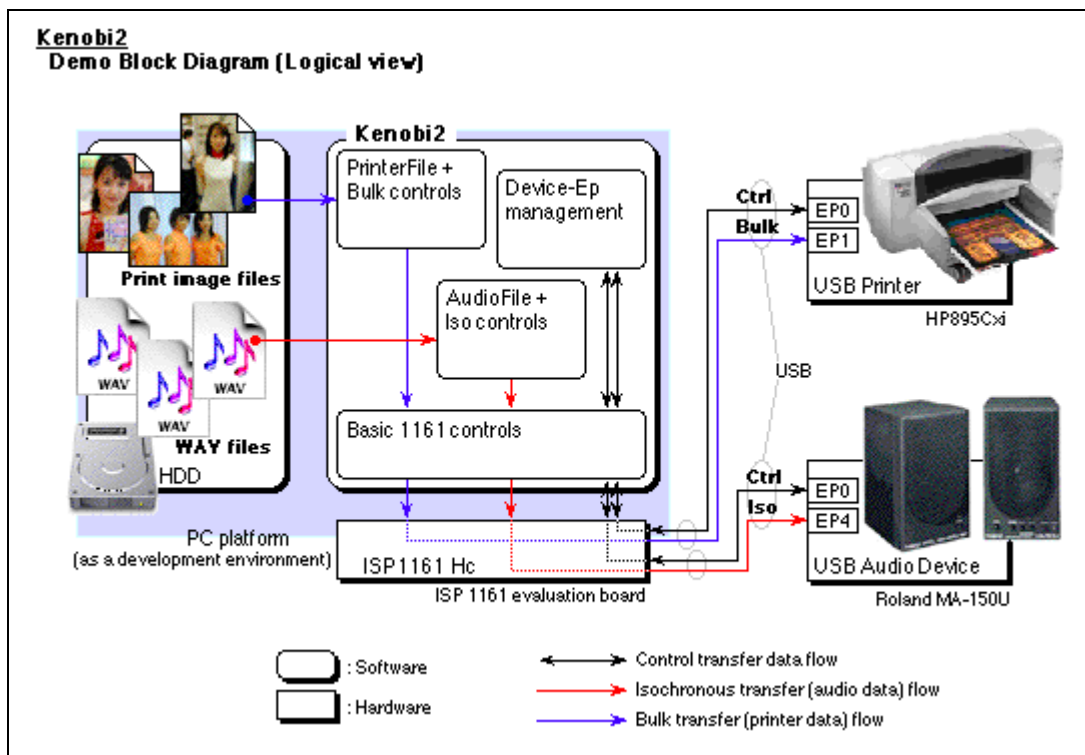 Kenobi2
Demo Block Diagram (Logical view)
Kenobi2
PrinterFile +
Bulk controls
Device-Ep
management
AudioFile +
Iso controls
Basic 1161 controls
Print image files
WAV
WAV
WAV
WAV files
HDD
PC platform
(as a development environment)
ISP1161 Hc
ISP 1161 evaluation board
Ctrl
Bulk
EP0
EP1
USB Printer
HP895Cxi
USB
Ctrl
Iso
EP0
EP4
USB Audio Device
Roland MA-150U
: Software
: Hardware
Control transfer data flow
Isochronous transfer (audio data) flow
Bulk transfer (printer data) flow